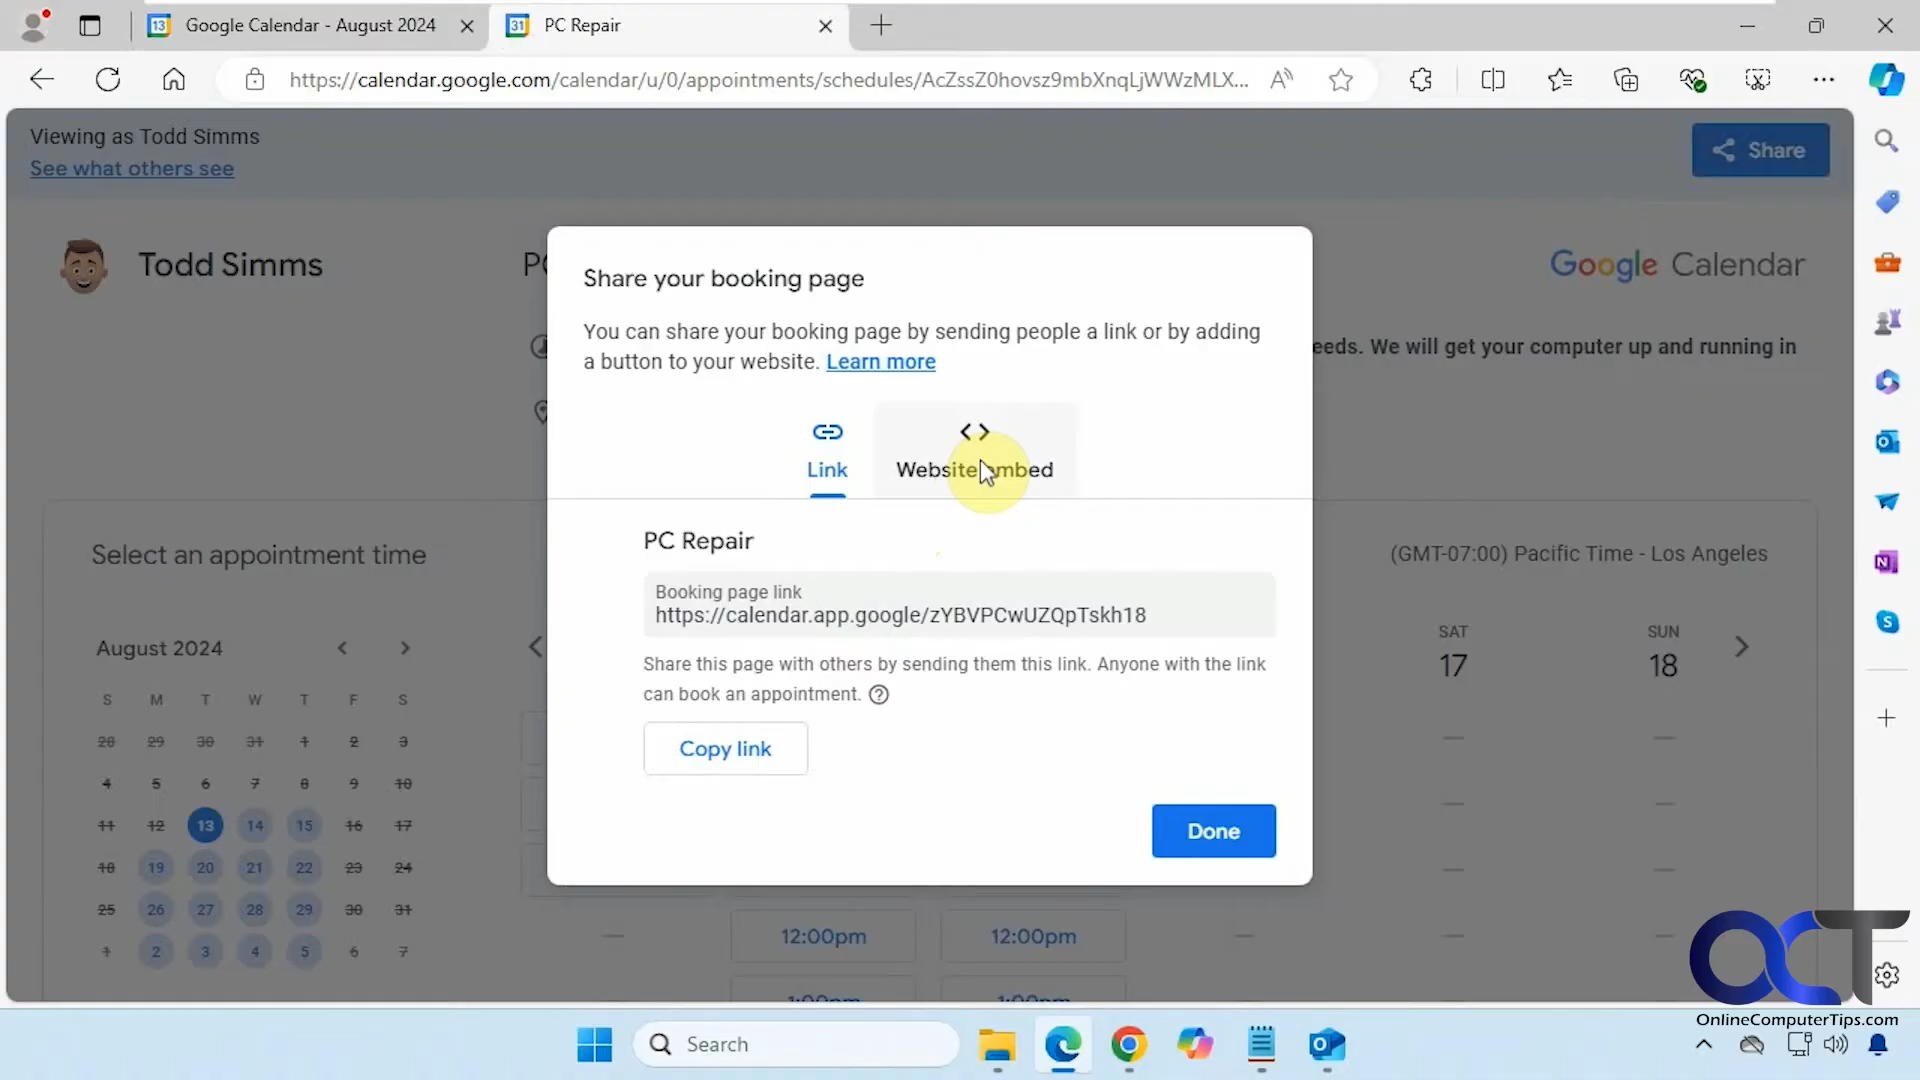 Google Calendar - August 2024
PC Repair
https://calendar.google.com/calendar/u/0/appointments/schedules/AcZssZ0hovsz9mbXnqLjWWzMLX...
Viewing as Todd Simms
See what others see
Share
Todd Simms
Google Calendar
eeds. We will get your computer up and running in
Share your booking page
You can share your booking page by sending people a link or by adding
a button to your website. Learn more
Link
Website embed
PC Repair
Booking page link
https://calendar.app.google/zYBVPCwUZQpTskh18
Share this page with others by sending them this link. Anyone with the link
can book an appointment.
Copy link
Done
Select an appointment time
(GMT-07:00) Pacific Time - Los Angeles
August 2024
S M T W T F S
28 29 30 31 1 2 3
4 5 6 7 8 9 10
11 12 13 14 15 16 17
18 19 20 21 22 23 24
25 26 27 28 29 30 31
1 2 3 4 5 6 7
SAT
17
SUN
18
12:00pm
12:00pm
1:00pm
1:00pm
OCT
OnlineComputerTips.com
Search